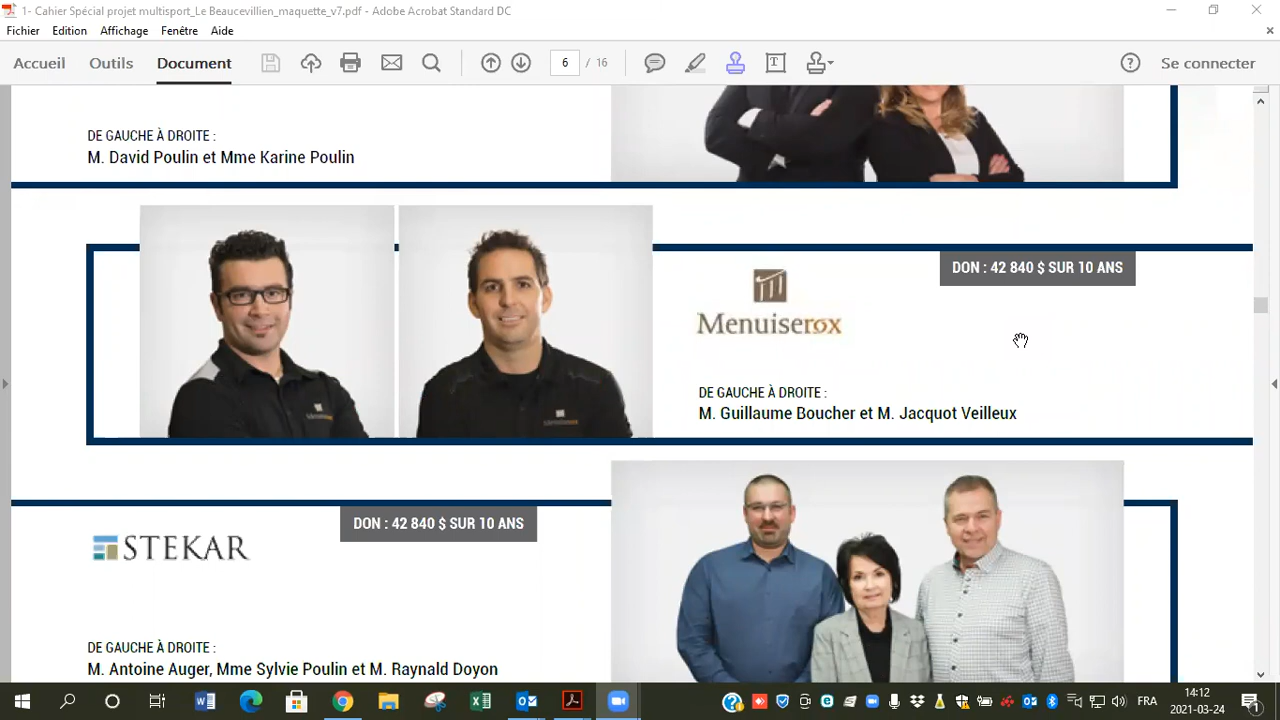 1- Cahier Spécial projet multisport_Le Beaucevillien_maquette_v7.pdf - Adobe Acrobat Standard DC
Fichier Edition Affichage Fenêtre Aide
Accueil Outils Document 6 / 16 Se connecter
DE GAUCHE À DROITE :
M. David Poulin et Mme Karine Poulin
DON : 42 840 $ SUR 10 ANS
Menuiserox
DE GAUCHE À DROITE :
M. Guillaume Boucher et M. Jacquot Veilleux
DON : 42 840 $ SUR 10 ANS
STEKAR
DE GAUCHE À DROITE :
M. Antoine Auger, Mme Sylvie Poulin et M. Raynald Doyon
FRA
14:12
2021-03-24